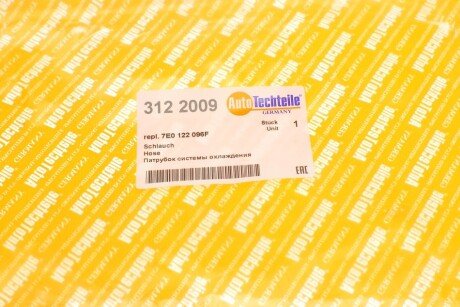 312 2009
AutoTechteile
GERMANY
repl. 7E0 122 096F
Stück
Unit
1
Schlauch
Hose
Патрубок системы охлаждения
EAC